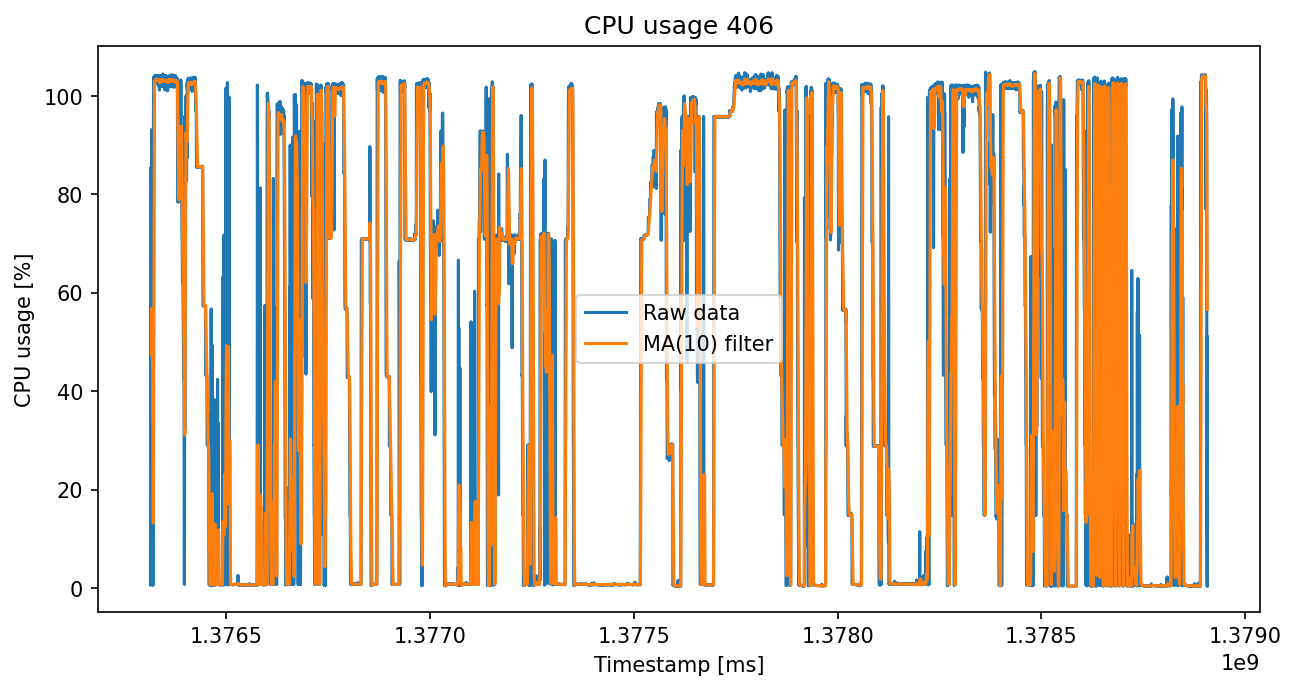 CPU usage 406
CPU usage [%]
100
80
60
40
20
0
Raw data
MA(10) filter
1.3765 1.3770 1.3775 1.3780 1.3785 1.3790
1e9
Timestamp [ms]